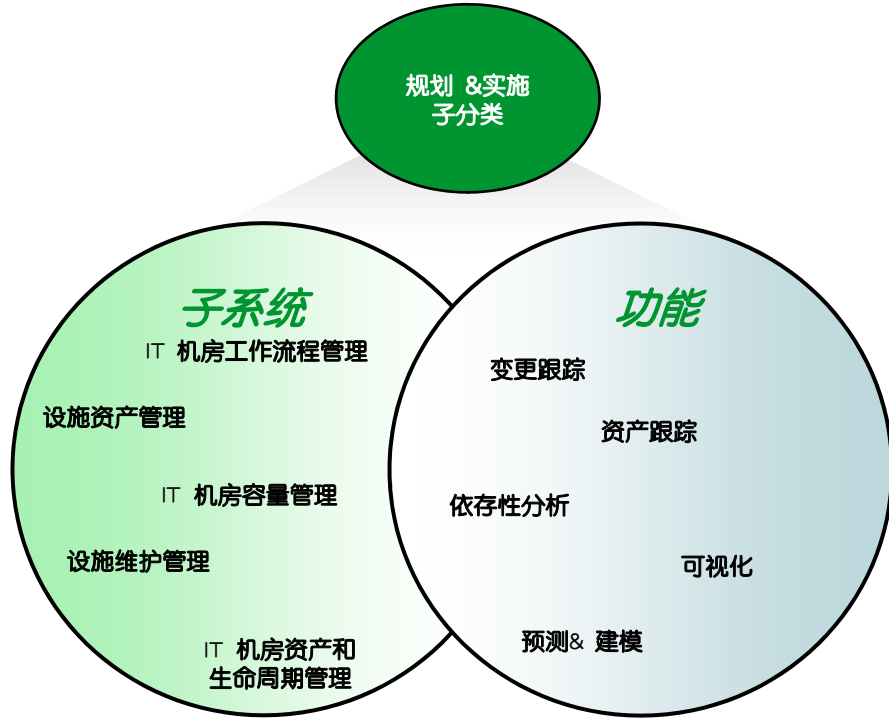 规划 &实施
子分类
子系统
IT 机房工作流程管理
设施资产管理
IT 机房容量管理
设施维护管理
IT 机房资产和
生命周期管理
功能
变更跟踪
资产跟踪
依存性分析
可视化
预测& 建模